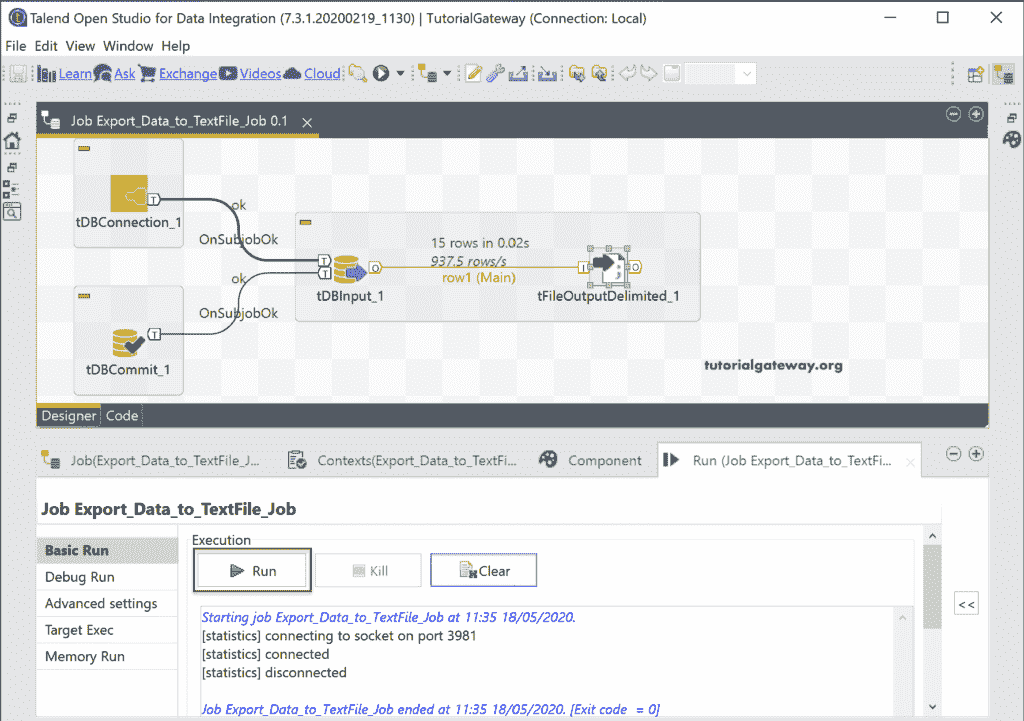 Talend Open Studio for Data Integration (7.3.1.20200219_1130) | TutorialGateway (Connection: Local)
File Edit View Window Help
Learn Ask Exchange Videos Cloud
Job Export_Data_to_TextFile_Job 0.1
tDBConnection_1
ok
OnSubjobOk
15 rows in 0.02s
937.5 rows/s
row1 (Main)
T
T
T
O
I
O
tDBInput_1
tFileOutputDelimited_1
ok
OnSubjobOk
T
tDBCommit_1
tutorialgateway.org
Designer Code
Job(Export_Data_to_TextFile_J... Contexts(Export_Data_to_TextFi... Component Run (Job Export_Data_to_TextFi...
Job Export_Data_to_TextFile_Job
Basic Run
Debug Run
Advanced settings
Target Exec
Memory Run
Execution
Run Kill Clear
<<
Starting job Export_Data_to_TextFile_Job at 11:35 18/05/2020.
[statistics] connecting to socket on port 3981
[statistics] connected
[statistics] disconnected
Job Export_Data_to_TextFile_Job ended at 11:35 18/05/2020. [Exit code = 0]